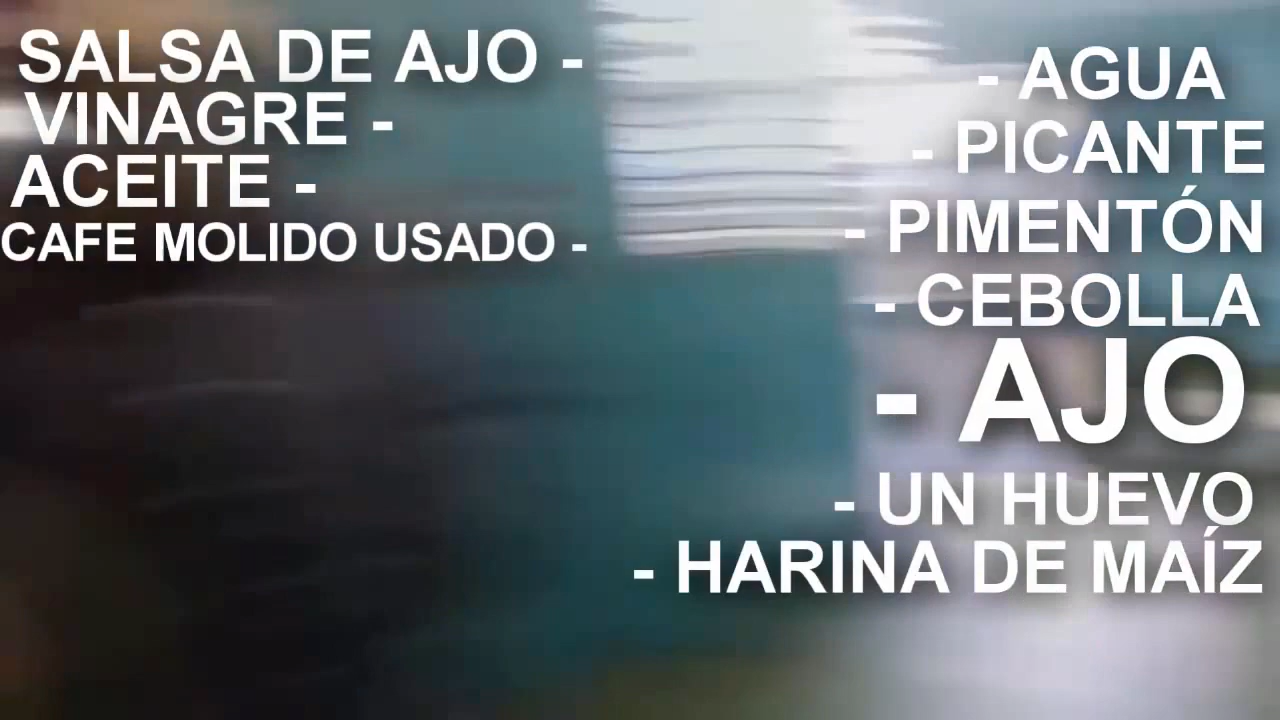 SALSA DE AJO -
VINAGRE -
ACEITE -
CAFE MOLIDO USADO -
- AGUA
- PICANTE
- PIMENTÓN
- CEBOLLA
- AJO
- UN HUEVO
- HARINA DE MAÍZ